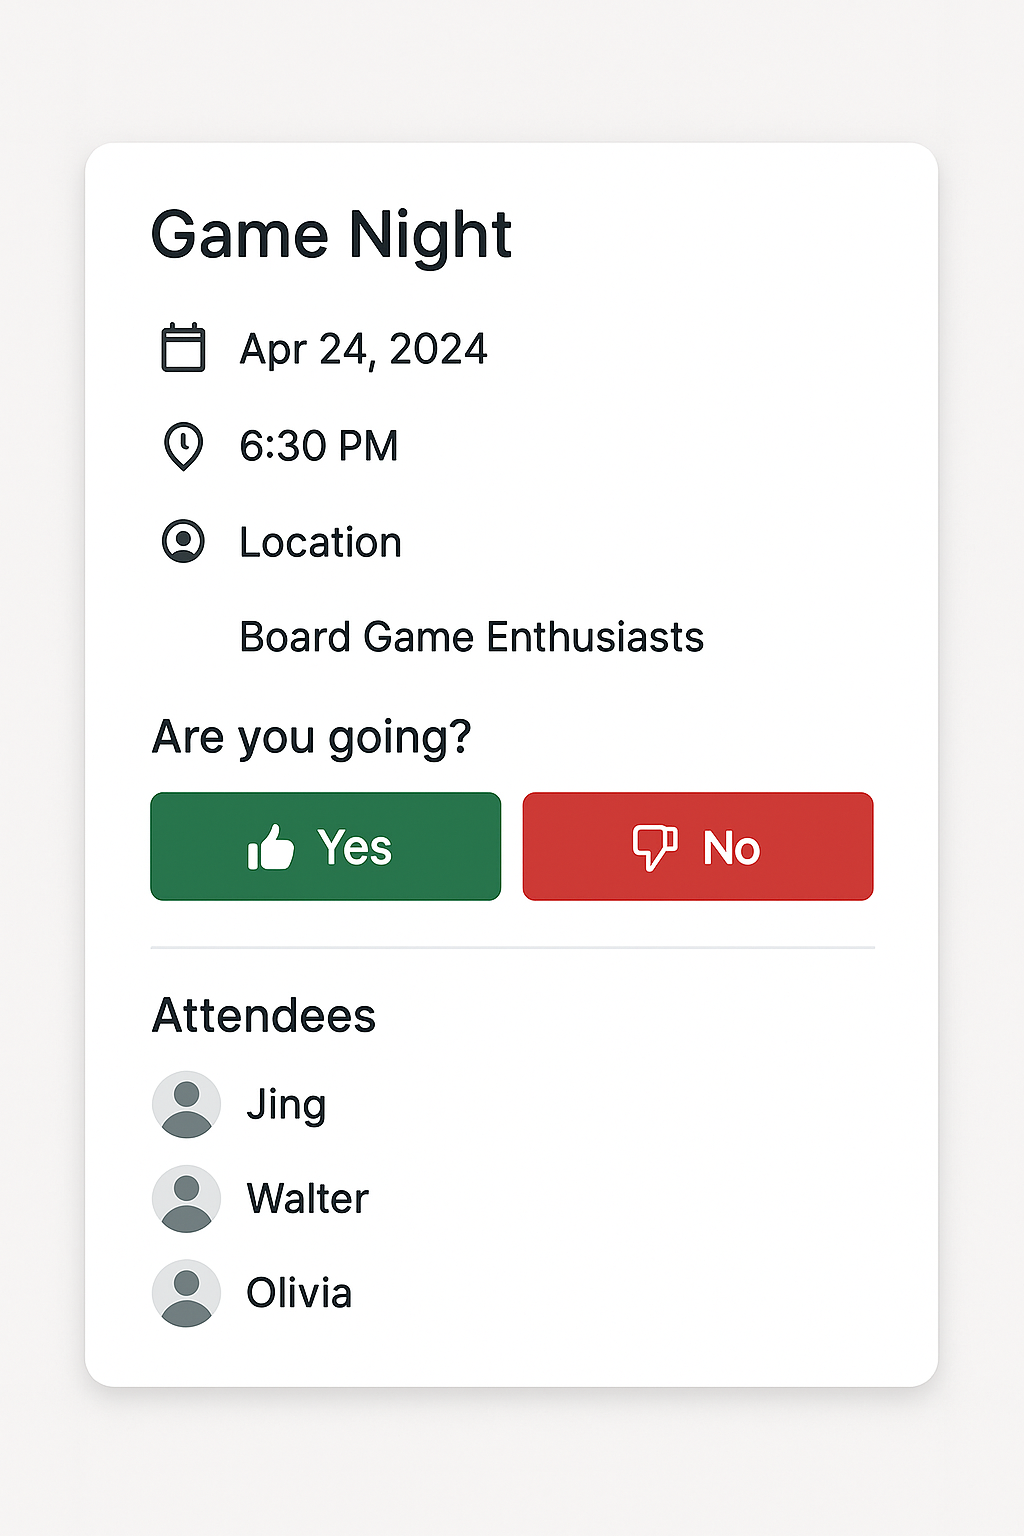 Game Night
Apr 24, 2024
6:30 PM
Location
Board Game Enthusiasts
Are you going?
Yes
No
Attendees
Jing
Walter
Olivia